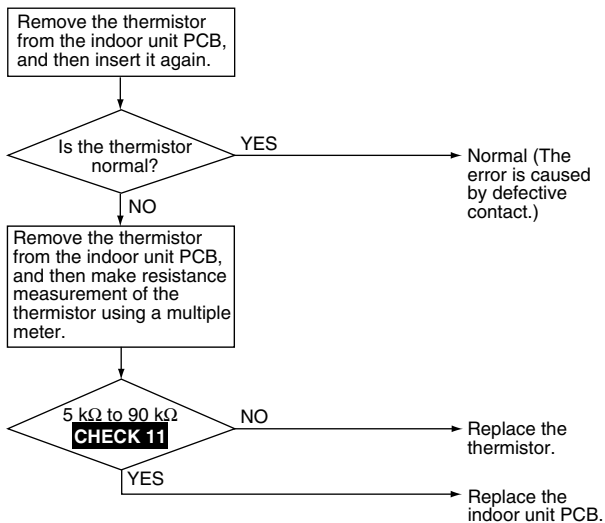 Remove the thermistor
from the indoor unit PCB,
and then insert it again.
Is the thermistor
normal?
YES
Normal (The
error is caused
by defective
contact.)
NO
Remove the thermistor
from the indoor unit PCB,
and then make resistance
measurement of the
thermistor using a multiple
meter.
5 kΩ to 90 kΩ
CHECK 11
NO
Replace the
thermistor.
YES
Replace the
indoor unit PCB.